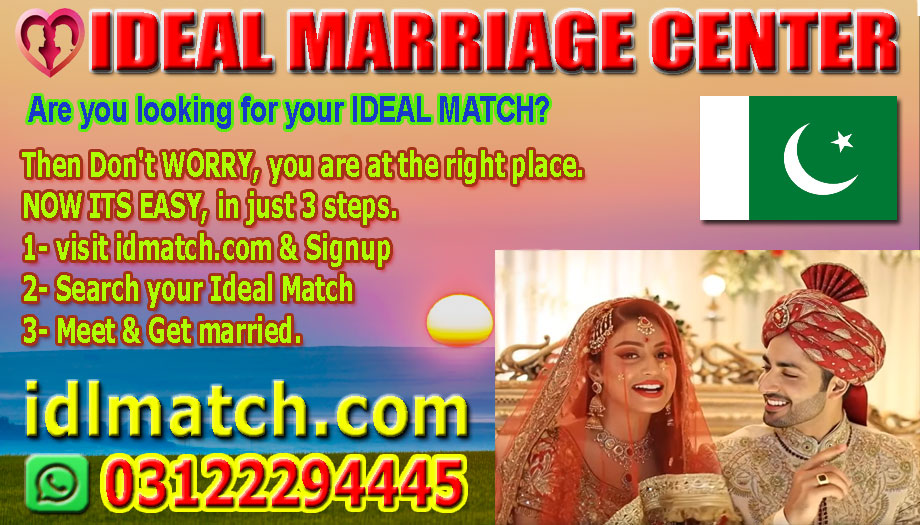 IDEAL MARRIAGE CENTER
Are you looking for your IDEAL MATCH?
Then Don't WORRY, you are at the right place.
NOW ITS EASY, in just 3 steps.
1- visit idmatch.com & Signup
2- Search your Ideal Match
3- Meet & Get married.
idlmatch.com
03122294445